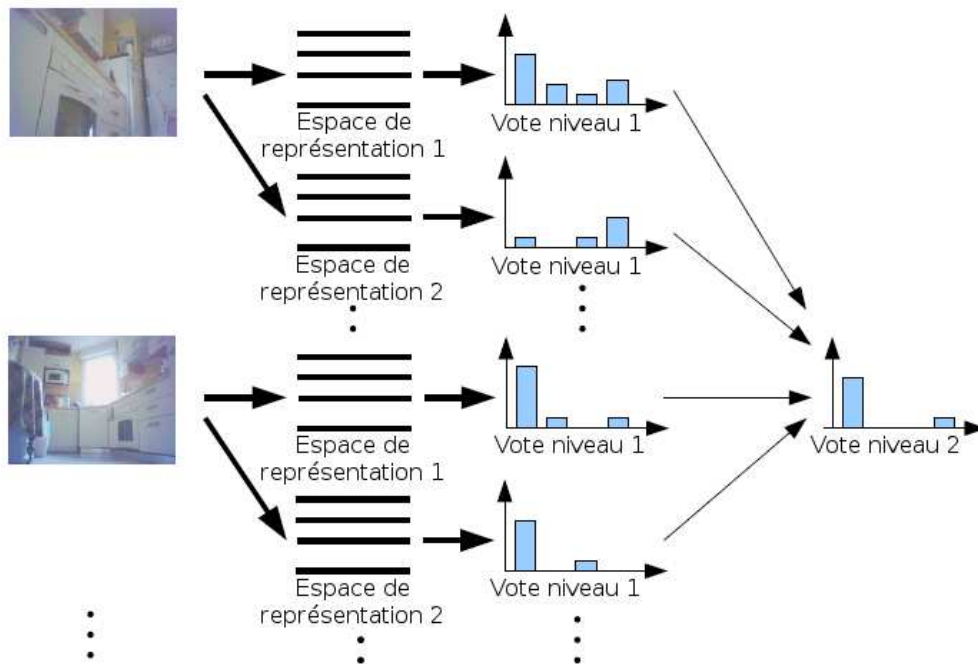 Espace de
représentation 1
Vote niveau 1
Espace de
représentation 2
Vote niveau 1
Espace de
représentation 1
Vote niveau 1
Vote niveau 2
Espace de
représentation 2
Vote niveau 1